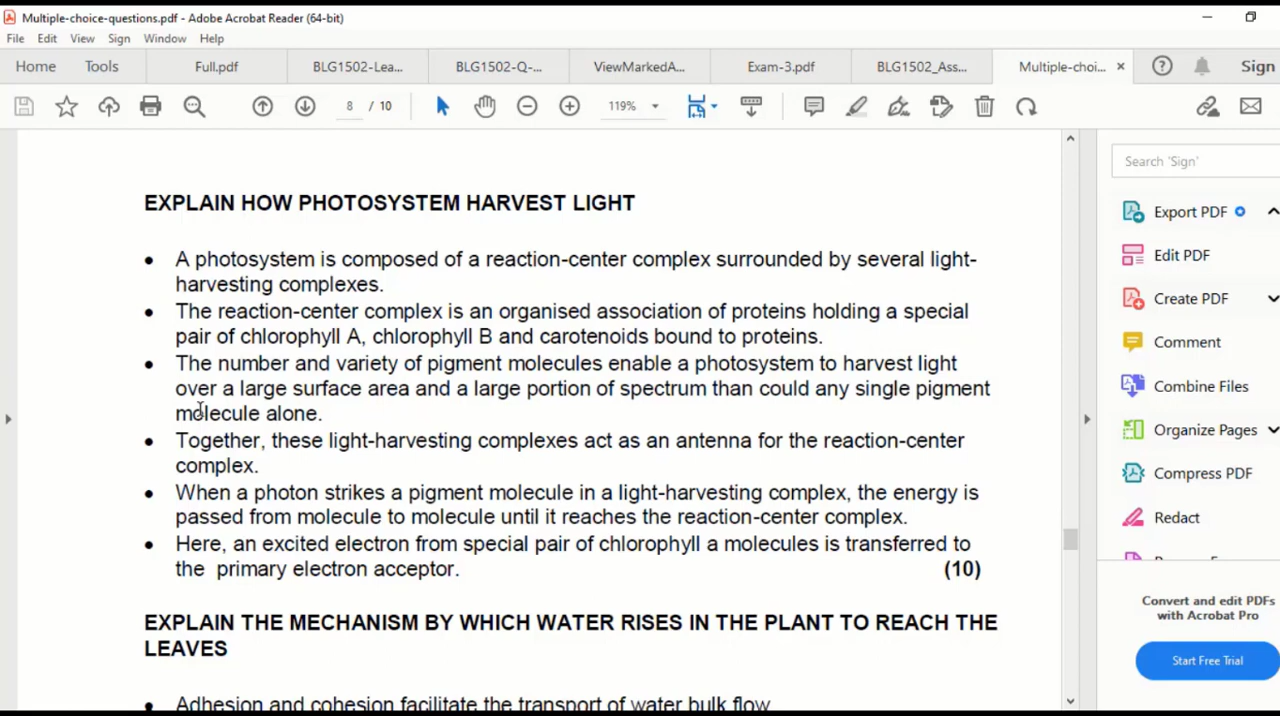 Multiple-choice-questions.pdf - Adobe Acrobat Reader (64-bit)
File Edit View Sign Window Help
Home Tools Full.pdf BLG1502-Lea... BLG1502-Q-... ViewMarkedA... Exam-3.pdf BLG1502_Ass... Multiple-choi... × Sign
8 / 10 119%
Search 'Sign'
EXPLAIN HOW PHOTOSYSTEM HARVEST LIGHT
• A photosystem is composed of a reaction-center complex surrounded by several light-
harvesting complexes.
• The reaction-center complex is an organised association of proteins holding a special
pair of chlorophyll A, chlorophyll B and carotenoids bound to proteins.
• The number and variety of pigment molecules enable a photosystem to harvest light
over a large surface area and a large portion of spectrum than could any single pigment
molecule alone.
• Together, these light-harvesting complexes act as an antenna for the reaction-center
complex.
• When a photon strikes a pigment molecule in a light-harvesting complex, the energy is
passed from molecule to molecule until it reaches the reaction-center complex.
• Here, an excited electron from special pair of chlorophyll a molecules is transferred to
the primary electron acceptor. (10)
EXPLAIN THE MECHANISM BY WHICH WATER RISES IN THE PLANT TO REACH THE
LEAVES
• Adhesion and cohesion facilitate the transport of water bulk flow
Export PDF
Edit PDF
Create PDF
Comment
Combine Files
Organize Pages
Compress PDF
Redact
Convert and edit PDFs
with Acrobat Pro
Start Free Trial